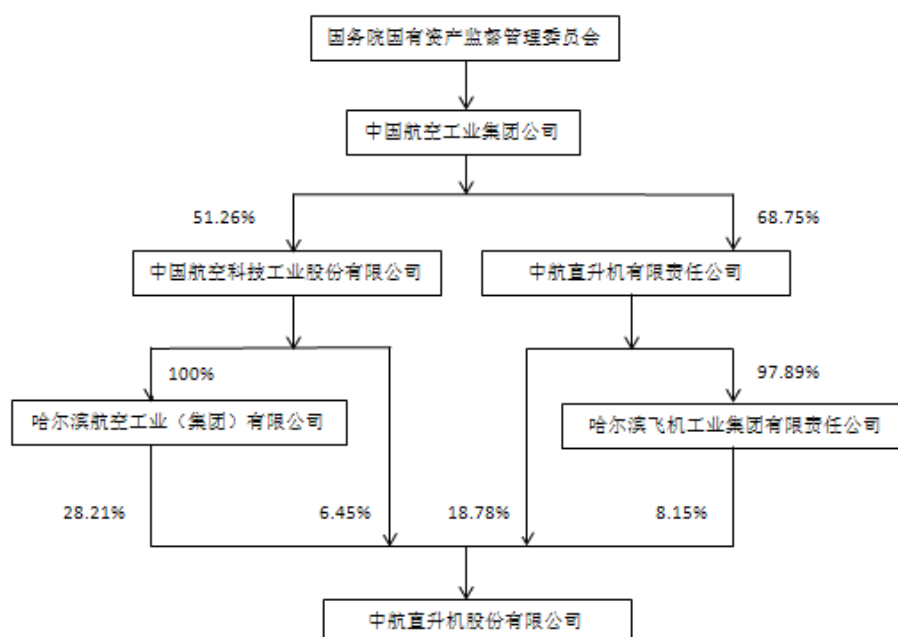 国务院国有资产监督管理委员会
中国航空工业集团公司
51.26%
68.75%
中国航空科技工业股份有限公司
中航直升机有限责任公司
100%
97.89%
哈尔滨航空工业（集团）有限公司
哈尔滨飞机工业集团有限责任公司
28.21%
6.45%
18.78%
8.15%
中航直升机股份有限公司